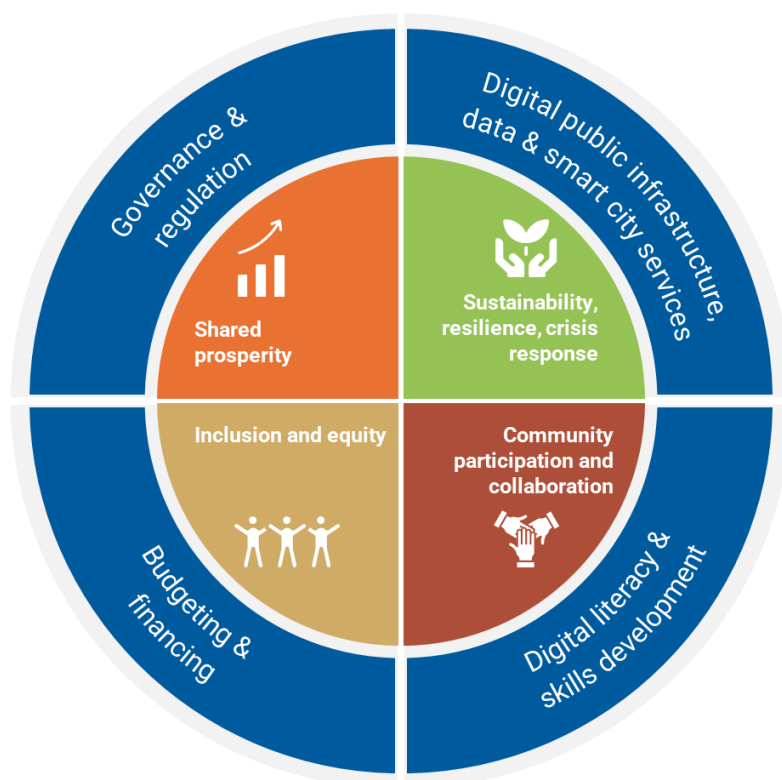 Governance &
regulation
Digital public infrastructure,
data & smart city services
Shared
prosperity
Sustainability,
resilience, crisis
response
Inclusion and equity
Community
participation and
collaboration
Budgeting &
financing
Digital literacy &
skills development